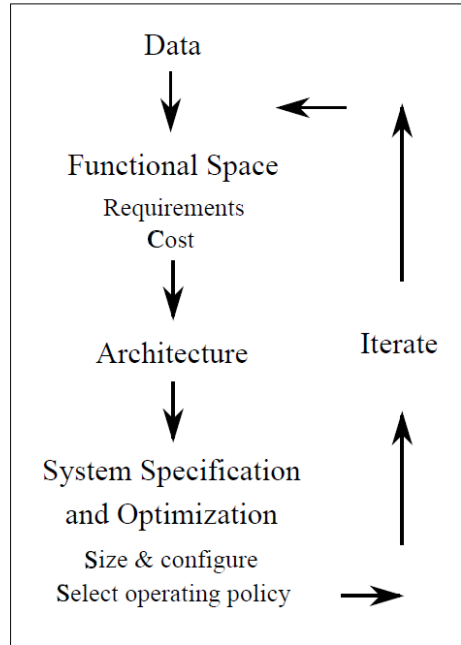 Data
Functional Space
Requirements
Cost
Architecture
Iterate
System Specification
and Optimization
Size & configure
Select operating policy